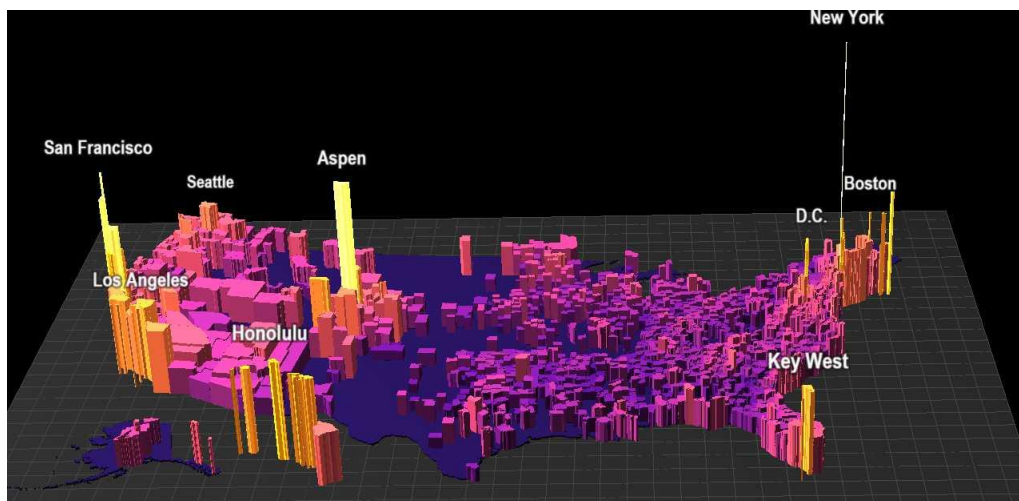 New York
San Francisco
Aspen
Seattle
Boston
D.C.
Los Angeles
Honolulu
Key West